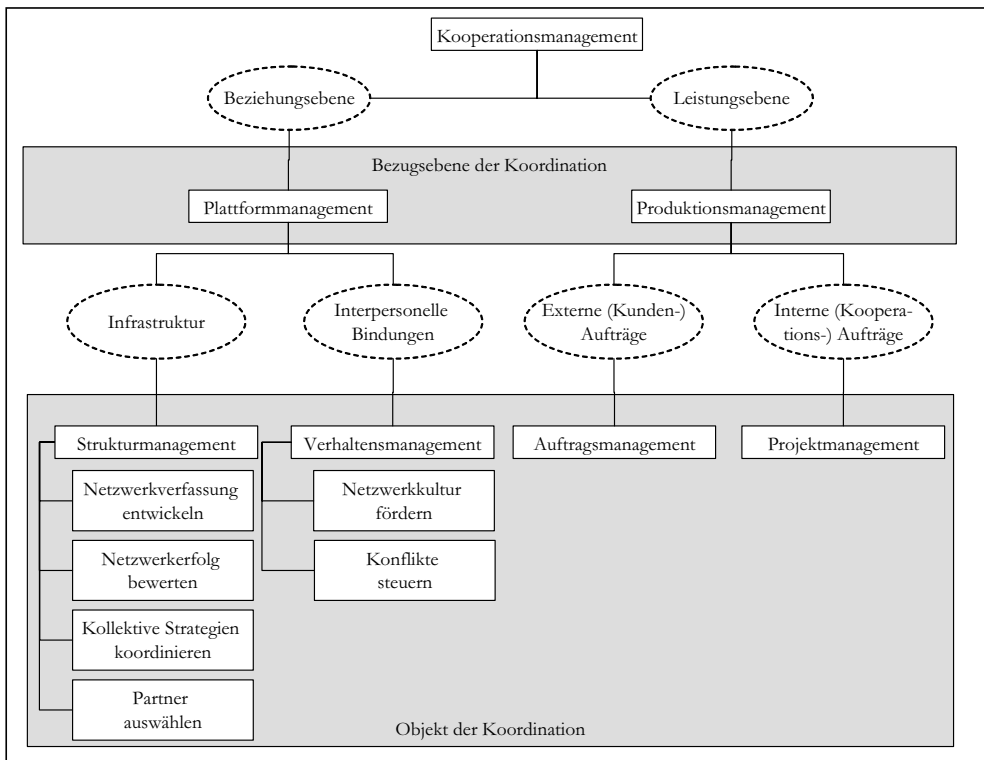 Kooperationsmanagement
Beziehungsebene
Leistungsebene
Bezugsebene der Koordination
Plattformmanagement
Produktionsmanagement
Infrastruktur
Interpersonelle
Bindungen
Externe (Kunden-)
Aufträge
Interne (Koopera-
tions-) Aufträge
Strukturmanagement
Verhaltensmanagement
Auftragsmanagement
Projektmanagement
Netzwerkverfassung
entwickeln
Netzwerkkultur
fördern
Netzwerkerfolg
bewerten
Konflikte
steuern
Kollektive Strategien
koordinieren
Partner
auswählen
Objekt der Koordination